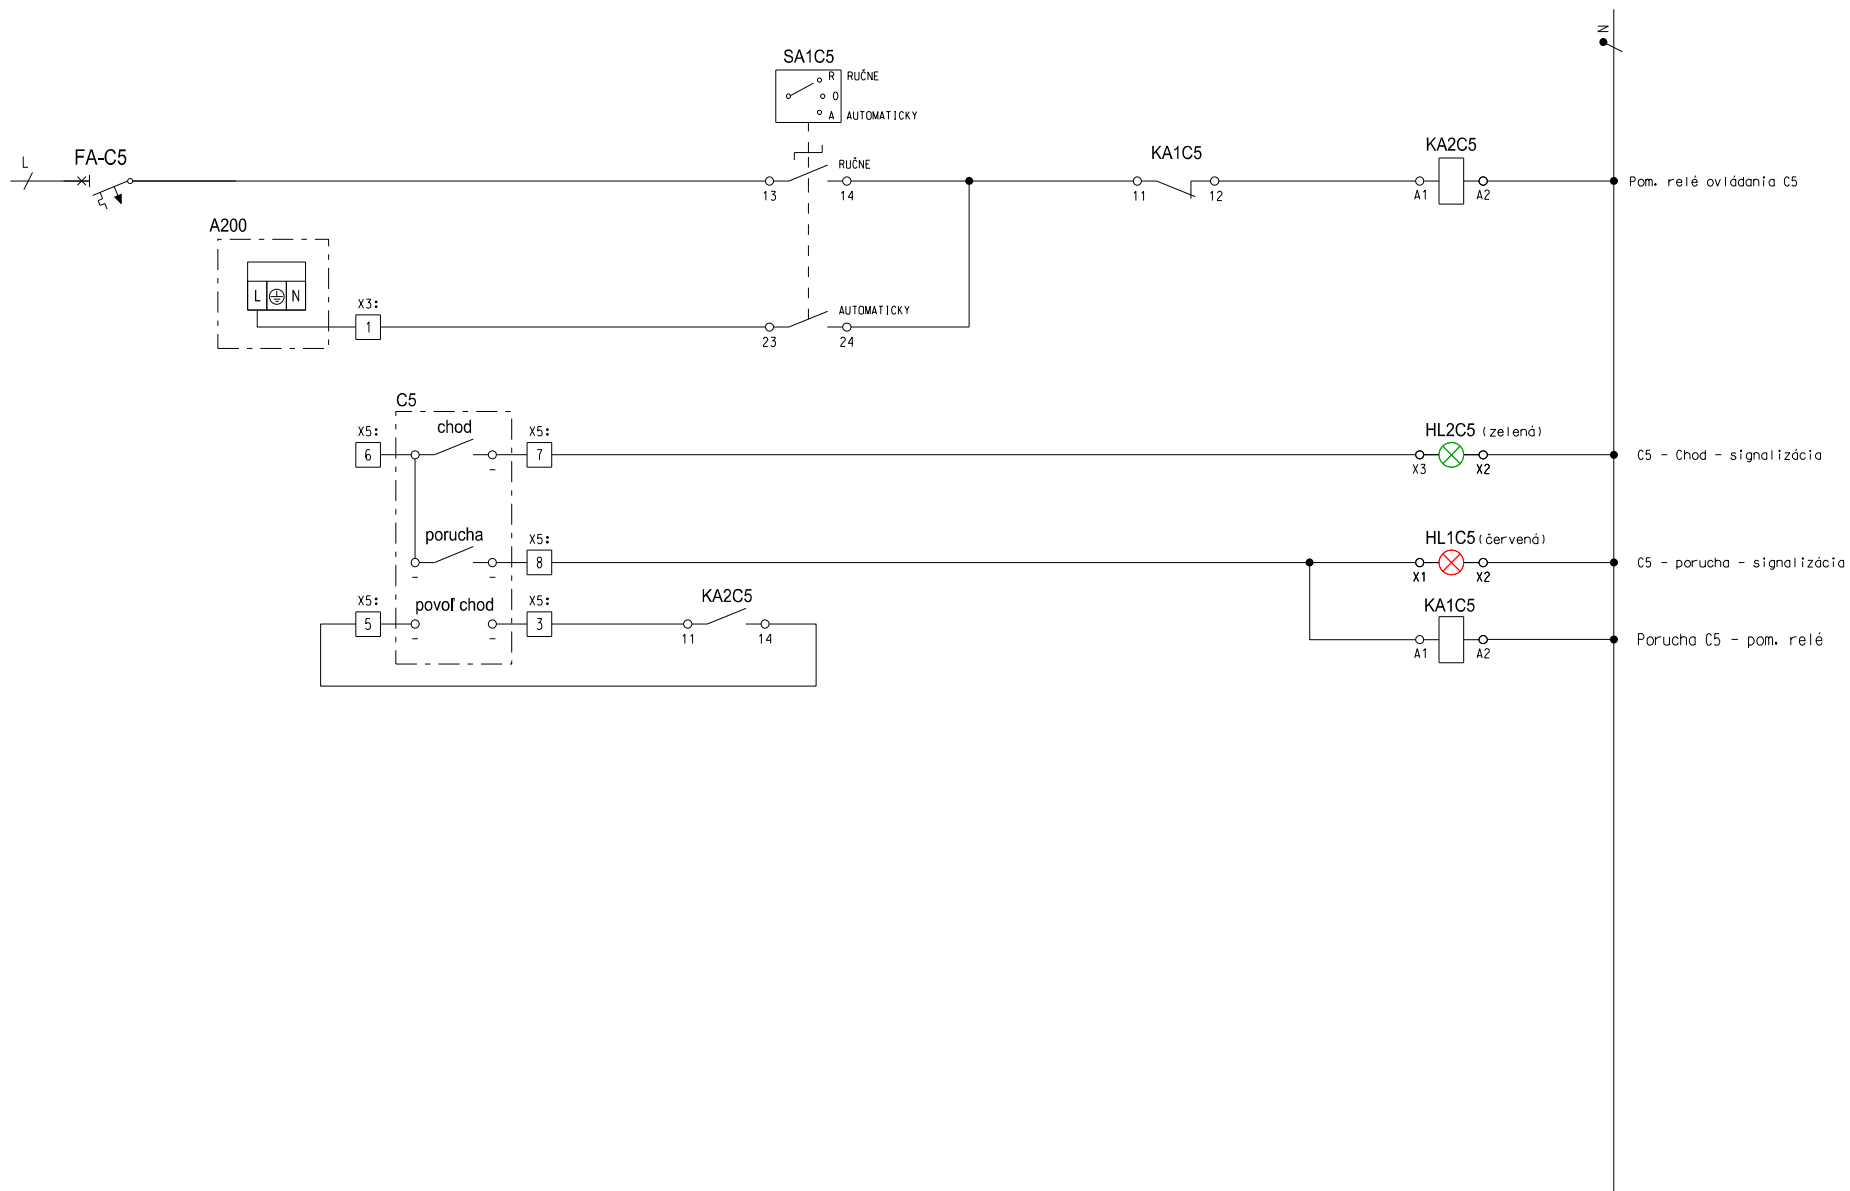 N
SA1C5
R RUČNE
0
A AUTOMATICKY
L
FA-C5
RUČNE
13
14
KA1C5
11
12
KA2C5
A1
A2
Pom. relé ovládania C5
A200
L N
X3:
1
AUTOMATICKY
23
24
C5
X5:
6
chod
X5:
7
HL2C5 (zelená)
X3
X2
C5 - Chod - signalizácia
porucha
X5:
8
HL1C5 (červená)
X1
X2
C5 - porucha - signalizácia
X5:
5
povoľ chod
X5:
3
KA2C5
11
14
KA1C5
A1
A2
Porucha C5 - pom. relé